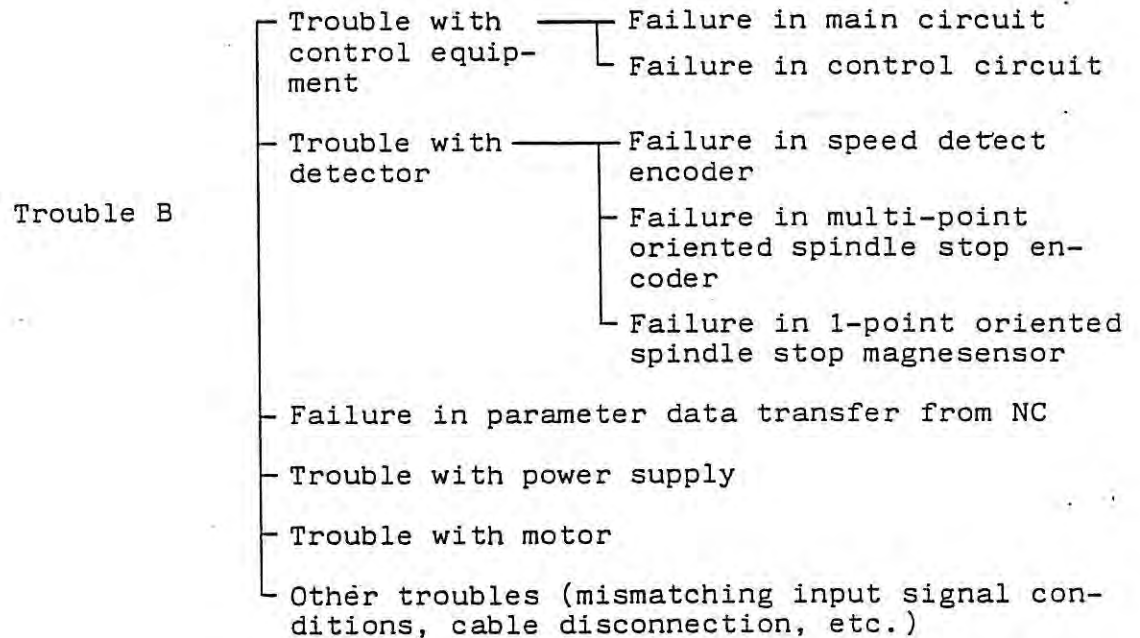 Trouble with
control equip-
ment
Failure in main circuit
Failure in control circuit
Trouble with
detector
Failure in speed detect
encoder
Trouble B
Failure in multi-point
oriented spindle stop en-
coder
Failure in 1-point oriented
spindle stop magnesensor
Failure in parameter data transfer from NC
Trouble with power supply
Trouble with motor
Other troubles (mismatching input signal con-
ditions, cable disconnection, etc.)